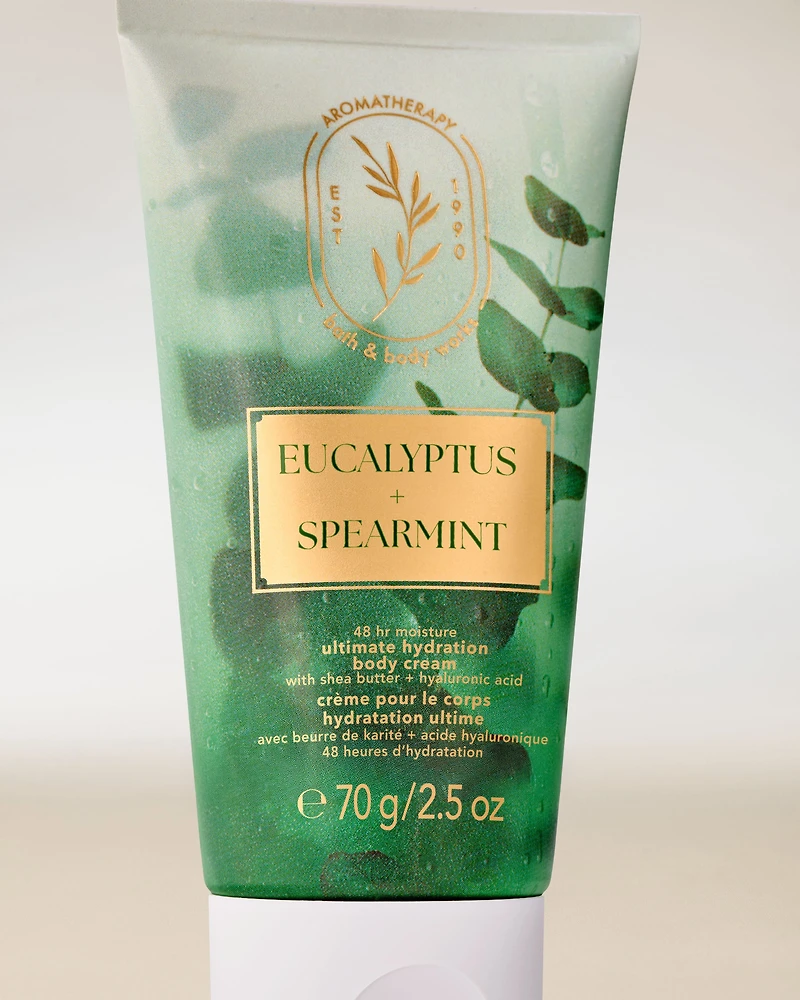 AROMATHERAPY
EST 1990
bath & body works
EUCALYPTUS
+
SPEARMINT
48 hr moisture
ultimate hydration
body cream
with shea butter + hyaluronic acid
crème pour le corps
hydratation ultime
avec beurre de karité + acide hyaluronique
48 heures d'hydratation
℮ 70 g/2.5 oz